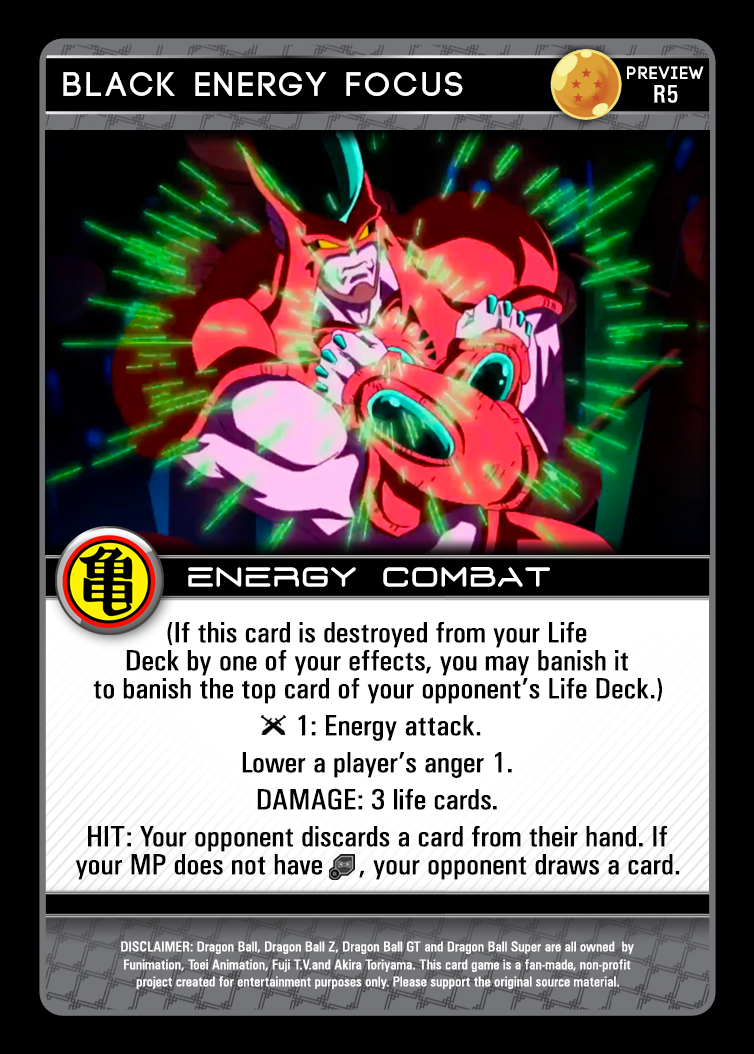 BLACK ENERGY FOCUS
PREVIEW
R5
亀
ENERGY COMBAT
(If this card is destroyed from your Life
Deck by one of your effects, you may banish it
to banish the top card of your opponent's Life Deck.)
1: Energy attack.
Lower a player's anger 1.
DAMAGE: 3 life cards.
HIT: Your opponent discards a card from their hand. If
your MP does not have , your opponent draws a card.
DISCLAIMER: Dragon Ball, Dragon Ball Z, Dragon Ball GT and Dragon Ball Super are all owned by
Funimation, Toei Animation, Fuji T.V.and Akira Toriyama. This card game is a fan-made, non-profit
project created for entertainment purposes only. Please support the original source material.